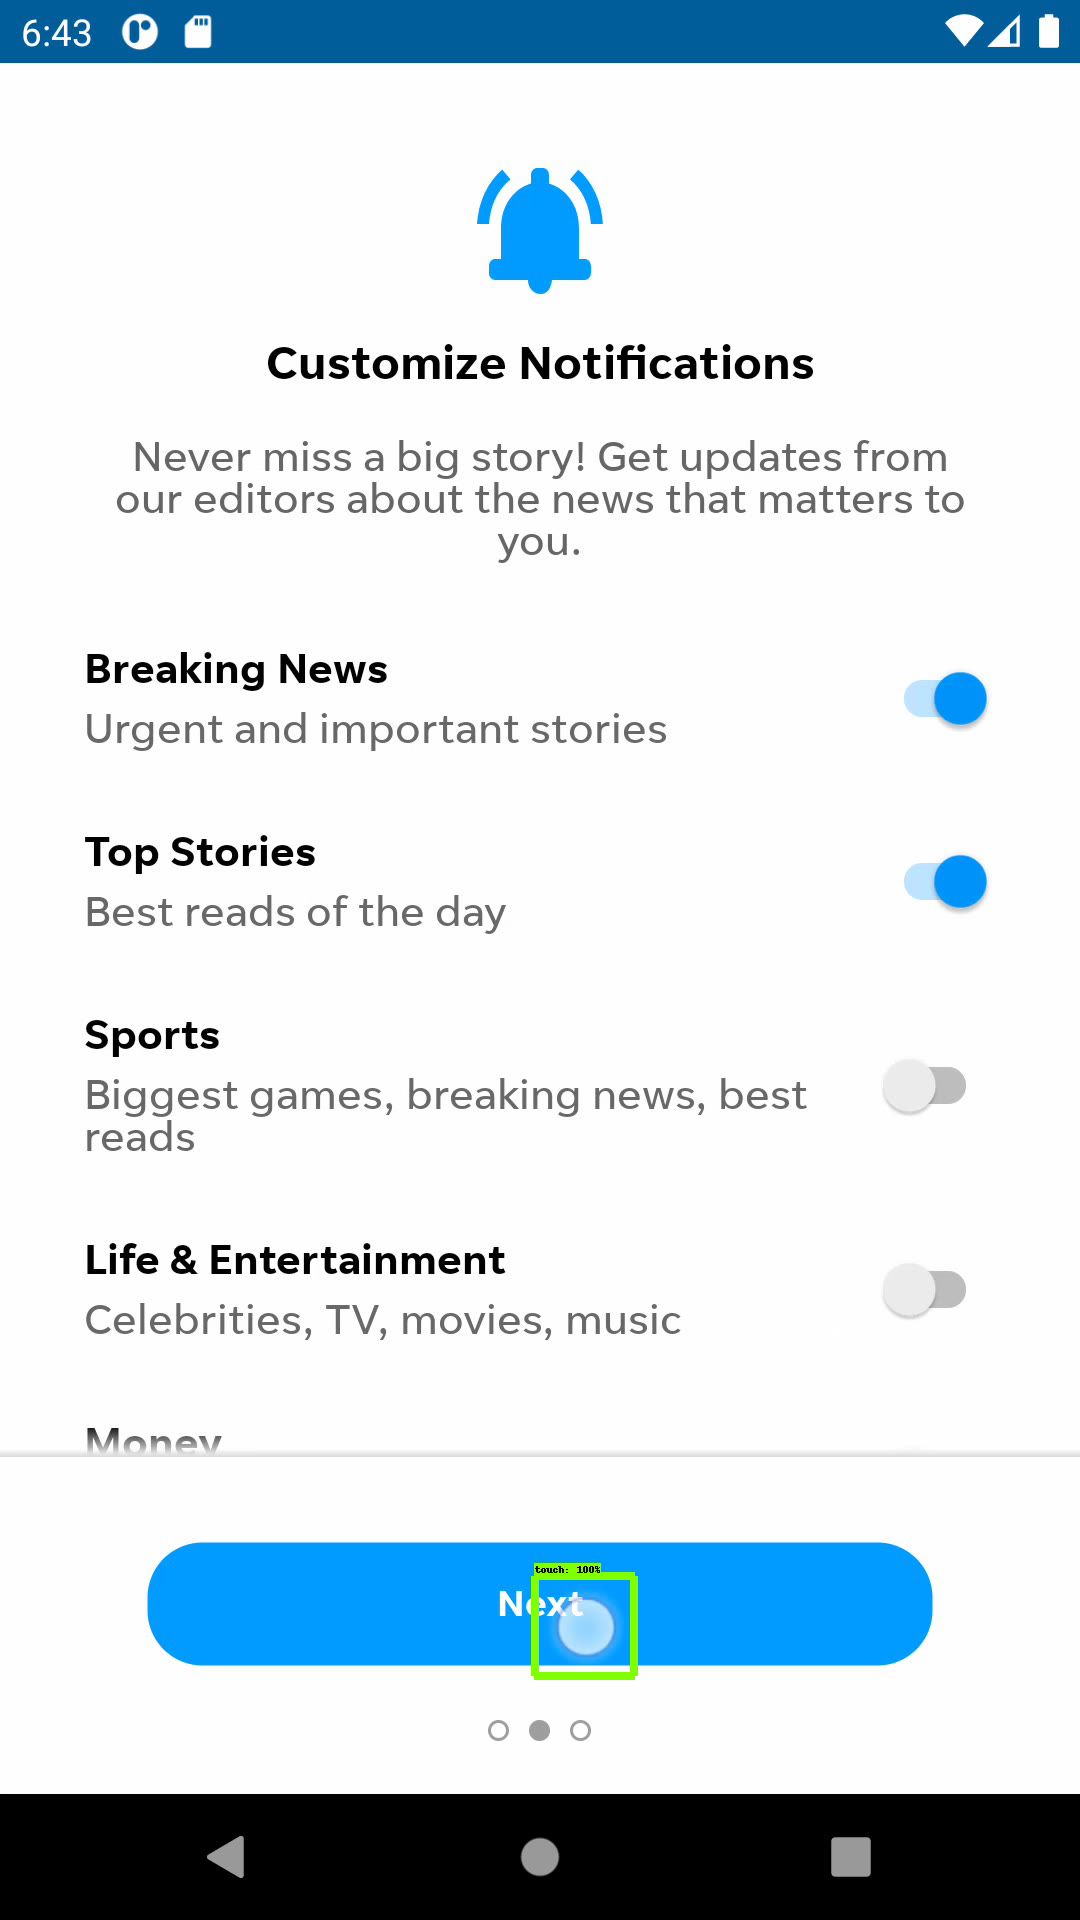 6:43
Customize Notifications
Never miss a big story! Get updates from
our editors about the news that matters to
you.
Breaking News
Urgent and important stories
Top Stories
Best reads of the day
Sports
Biggest games, breaking news, best
reads
Life & Entertainment
Celebrities, TV, movies, music
Money
touch: 100%
Next